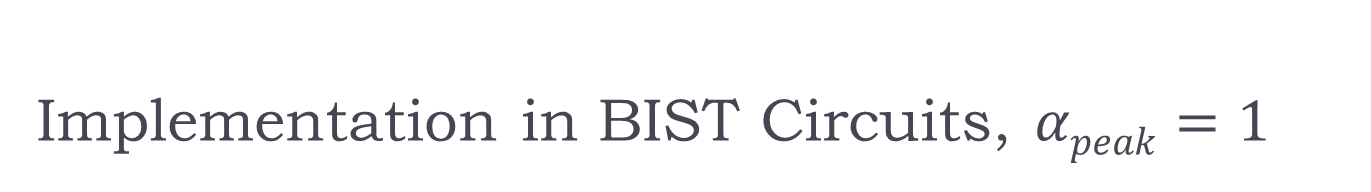 Implementation in BIST Circuits, α_peak = 1